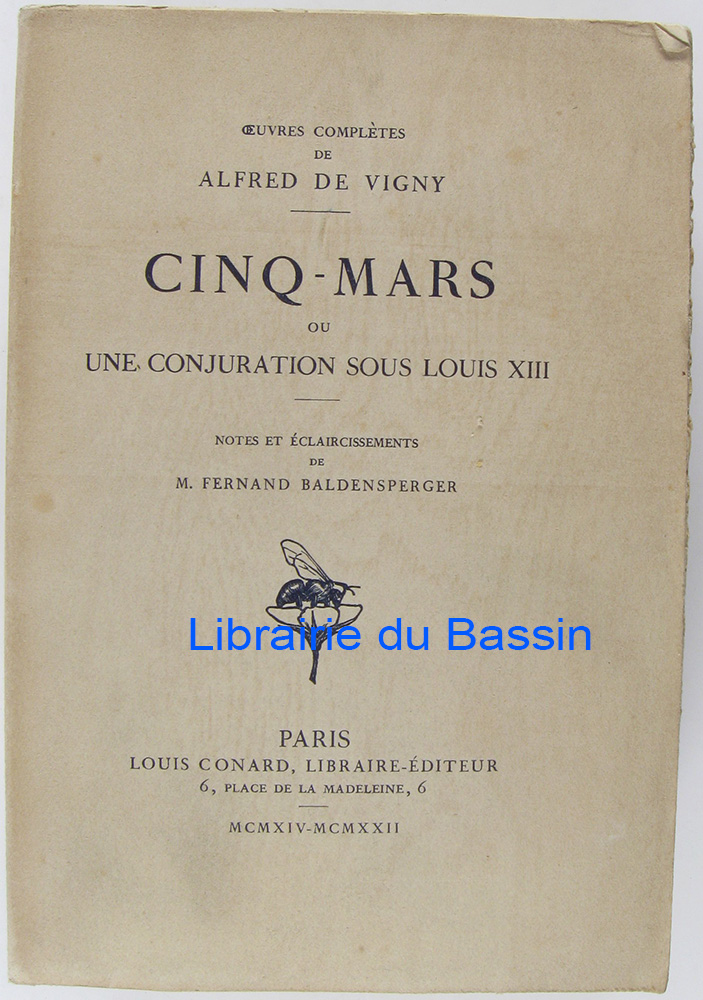 ŒUVRES COMPLÈTES
DE
ALFRED DE VIGNY
CINQ-MARS
OU
UNE CONJURATION SOUS LOUIS XIII
NOTES ET ÉCLAIRCISSEMENTS
DE
M. FERNAND BALDENSPERGER
Librairie du Bassin
PARIS
LOUIS CONARD, LIBRAIRE-ÉDITEUR
6, PLACE DE LA MADELEINE, 6
MCMXIV-MCMXXII